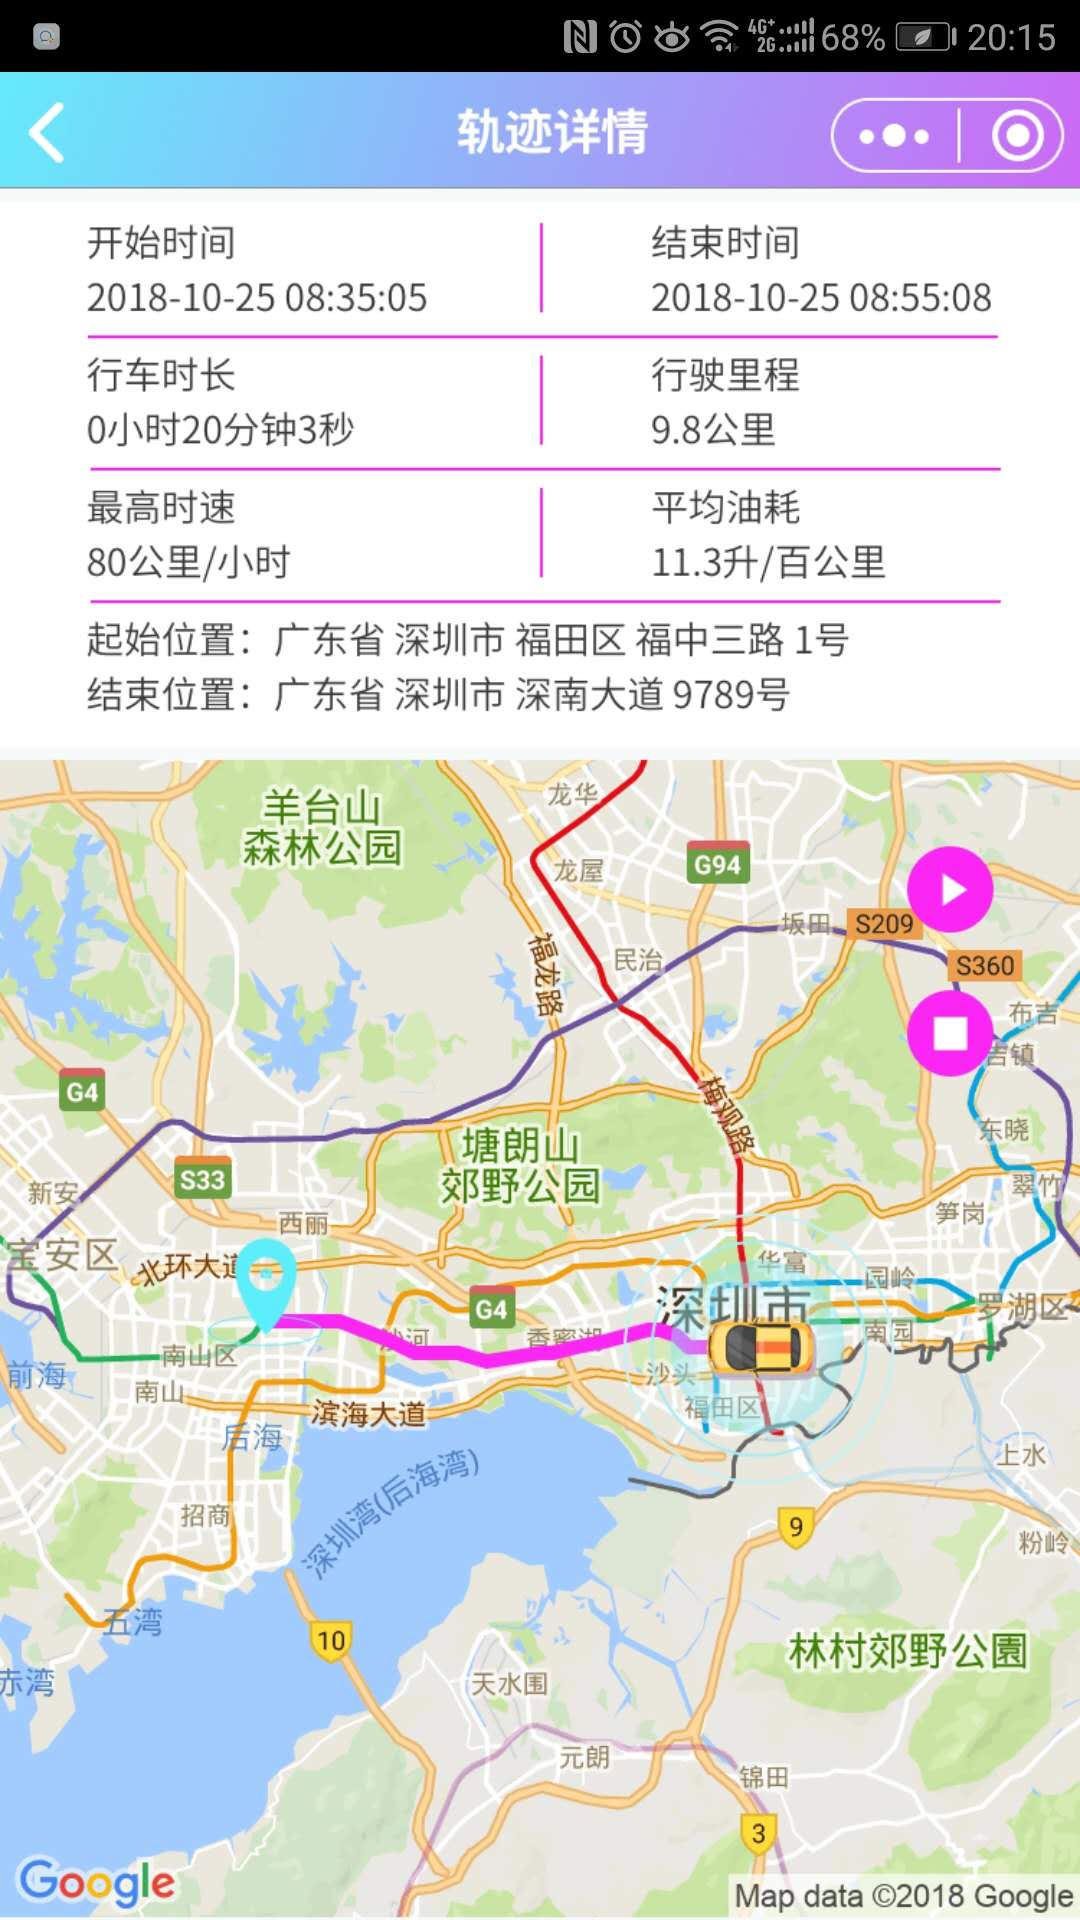 4G+
2G
68%
20:15
轨迹详情
开始时间
2018-10-25 08:35:05
结束时间
2018-10-25 08:55:08
行车时长
0小时20分钟3秒
行驶里程
9.8公里
最高时速
80公里/小时
平均油耗
11.3升/百公里
起始位置：广东省 深圳市 福田区 福中三路 1号
结束位置：广东省 深圳市 深南大道 9789号
羊台山
森林公园
龙华
龙屋
G94
坂田
S209
福龙路
民治
S360
布吉
吉镇
G4
梅观路
塘朗山
郊野公园
东晓
S33
新安
翠竹
西丽
笋岗
宝安区
北环大道
华富
园岭
深圳市
G4
罗湖区
沙河
香蜜湖
南园
南山区
前海
沙头
南山
福田区
滨海大道
后海
上水
深圳湾(后海湾)
招商
9
粉岭
五湾
10
林村郊野公園
赤湾
天水围
元朗
锦田
3
Google
Map data ©2018 Google